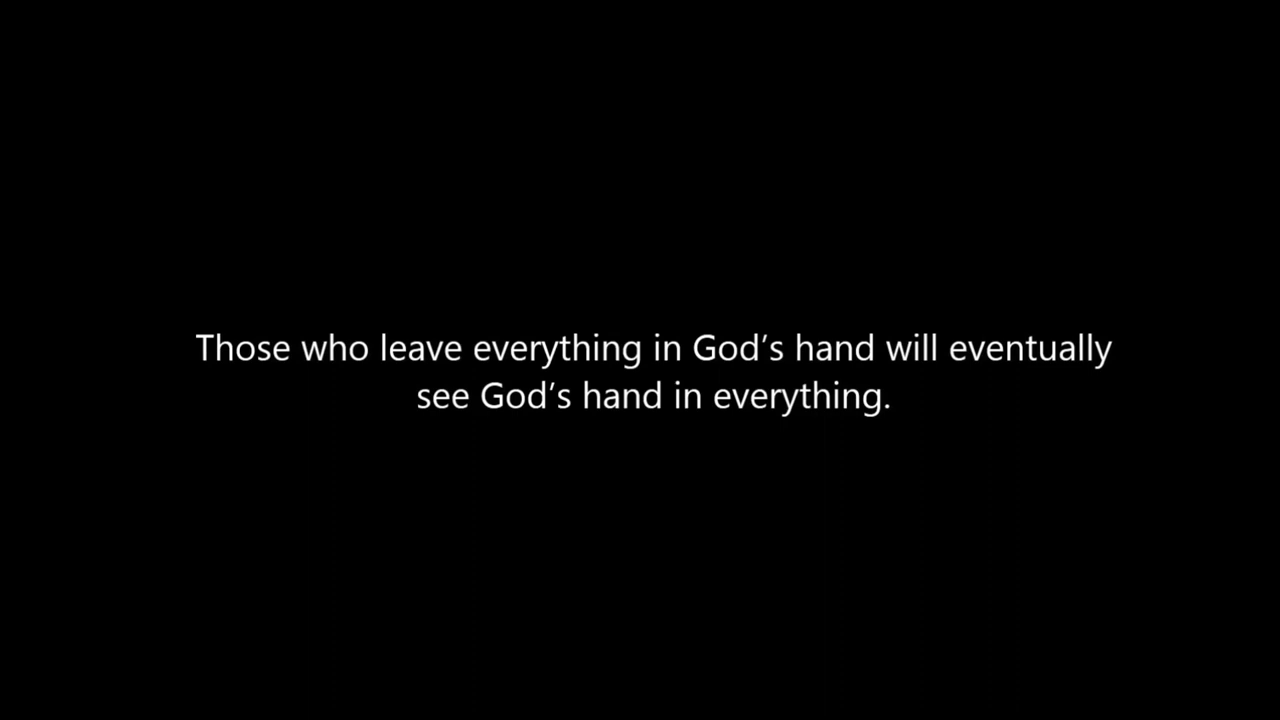 Those who leave everything in God’s hand will eventually
see God’s hand in everything.